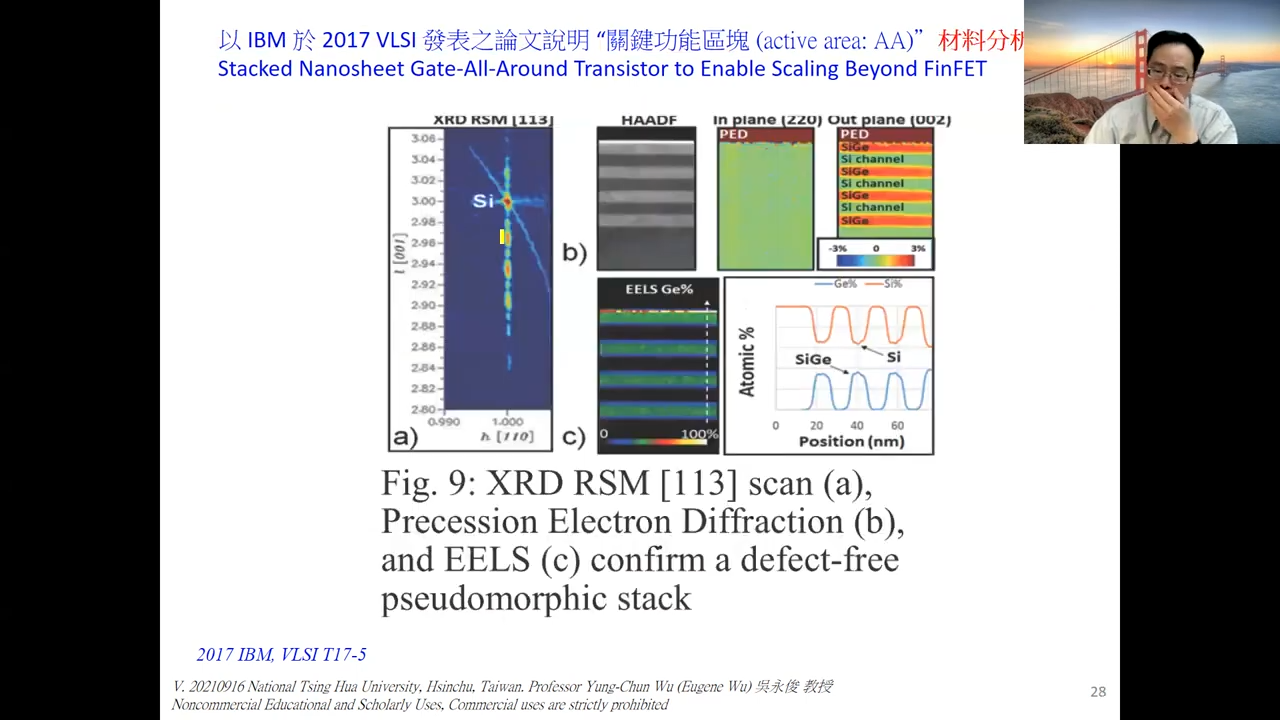 以 IBM 於 2017 VLSI 發表之論文說明 “關鍵功能區塊 (active area: AA)” 材料分析
Stacked Nanosheet Gate-All-Around Transistor to Enable Scaling Beyond FinFET
XRD RSM [113]
HAADF
In plane (220)
Out plane (002)
3.06
3.04
3.02
3.00
2.98
2.96
2.94
2.92
2.90
2.88
2.86
2.84
2.82
2.80
l [001]
Si
0.990
1.000
h [110]
a)
b)
PED
PED
SiGe
Si channel
SiGe
Si channel
SiGe
Si channel
SiGe
-3%
0
3%
c)
EELS Ge%
0
100%
Ge%
Si%
Atomic %
SiGe
Si
0
20
40
60
Position (nm)
Fig. 9: XRD RSM [113] scan (a),
Precession Electron Diffraction (b),
and EELS (c) confirm a defect-free
pseudomorphic stack
2017 IBM, VLSI T17-5
V. 20210916 National Tsing Hua University, Hsinchu, Taiwan. Professor Yung-Chun Wu (Eugene Wu) 吳永俊 教授
Noncommercial Educational and Scholarly Uses, Commercial uses are strictly prohibited
28